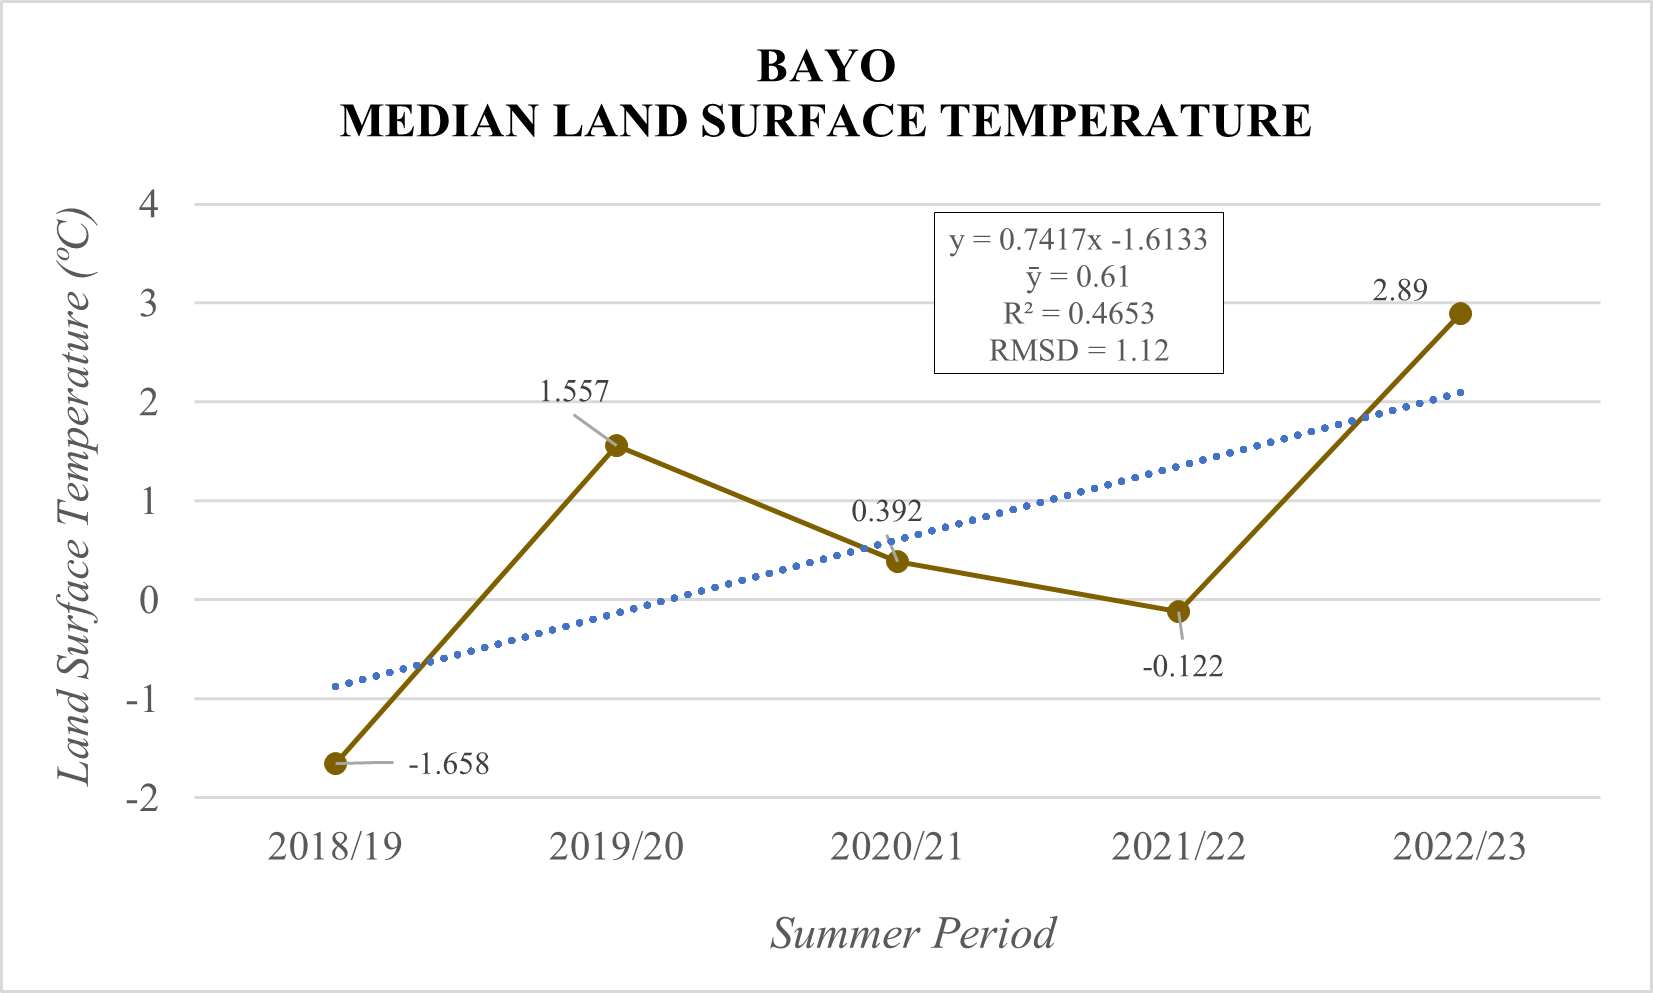 BAYO
MEDIAN LAND SURFACE TEMPERATURE
Land Surface Temperature (ºC)
4
3
2
1
0
-1
-2
y = 0.7417x -1.6133
ȳ = 0.61
R² = 0.4653
RMSD = 1.12
-1.658
1.557
0.392
-0.122
2.89
2018/19 2019/20 2020/21 2021/22 2022/23
Summer Period